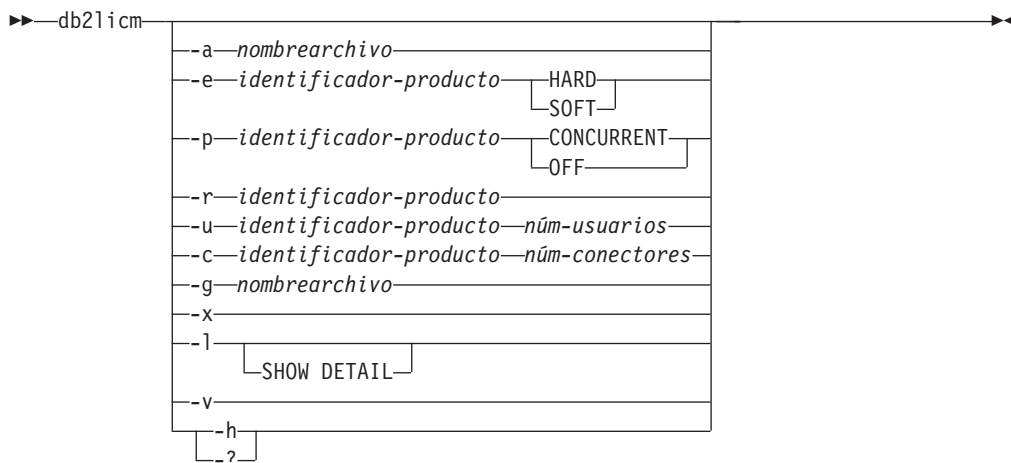 db2licm
-a nombrearchivo
-e identificador-producto HARD
SOFT
-p identificador-producto CONCURRENT
OFF
-r identificador-producto
-u identificador-producto núm-usuarios
-c identificador-producto núm-conectores
-g nombrearchivo
-x
-l
SHOW DETAIL
-v
-h
-?